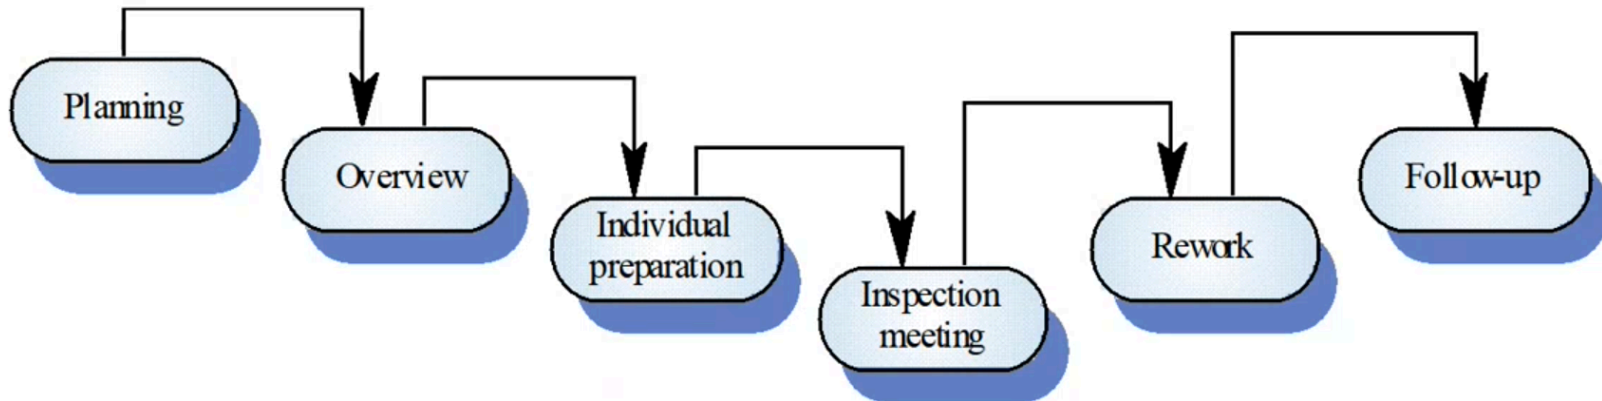 Planning
Overview
Individual
preparation
Inspection
meeting
Rework
Follow-up